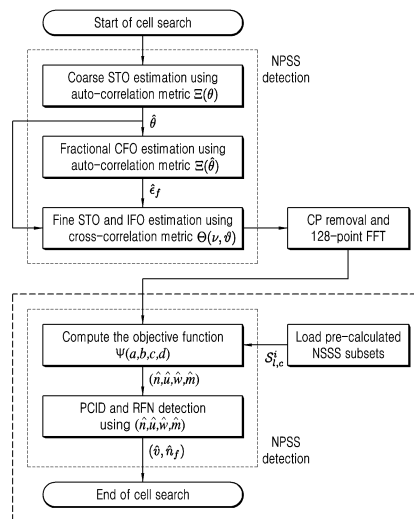 Start of cell search
NPSS
detection
Coarse STO estimation using
auto-correlation metric Ξ(θ)
θ̂
Fractional CFO estimation using
auto-correlation metric Ξ(θ̂)
ϵ̂_f
Fine STO and IFO estimation using
cross-correlation metric Θ(ν, ϑ)
CP removal and
128-point FFT
Compute the objective function
Ψ(a,b,c,d)
Load pre-calculated
NSSS subsets
S^i_{l,c}
(n̂,û,ŵ,m̂)
PCID and RFN detection
using (n̂,û,ŵ,m̂)
(v̂, n̂_f)
NPSS
detection
End of cell search